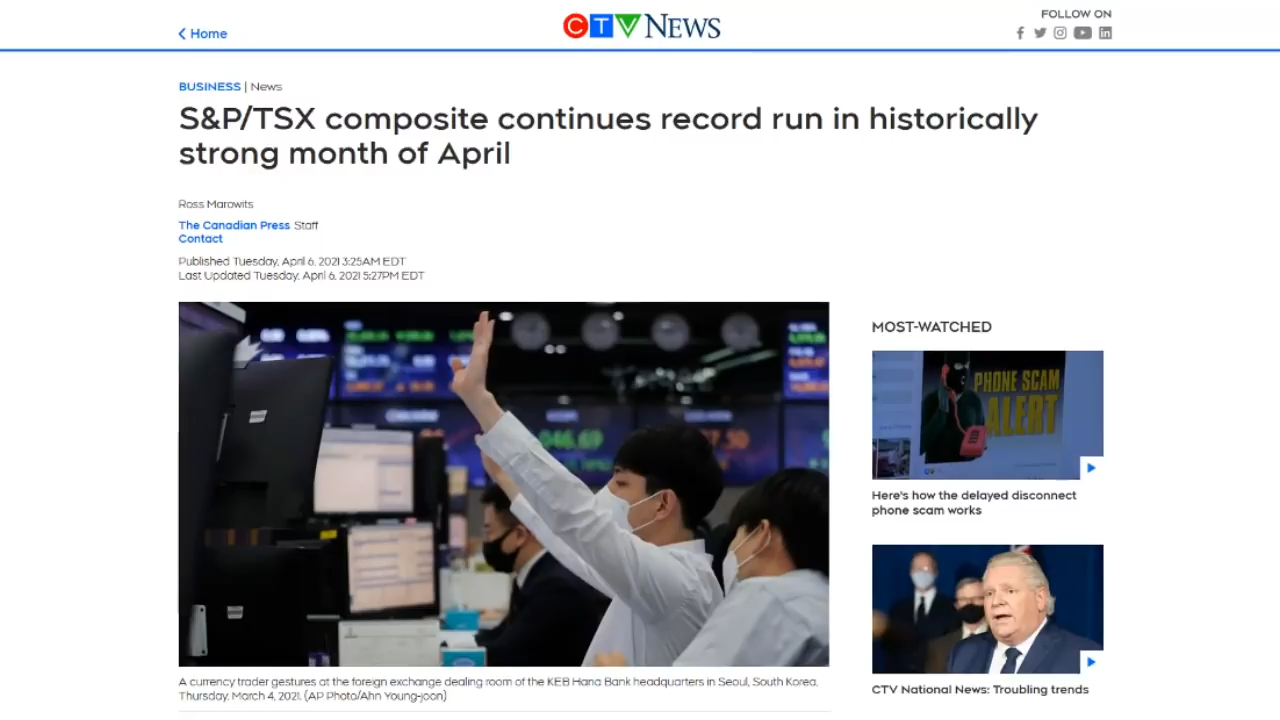 Home
CTV NEWS
FOLLOW ON
BUSINESS | News
S&P/TSX composite continues record run in historically
strong month of April
Ross Marowits
The Canadian Press Staff
Contact
Published Tuesday, April 6, 2021 3:25AM EDT
Last Updated Tuesday, April 6, 2021 5:27PM EDT
MOST-WATCHED
PHONE SCAM
ALERT
Here's how the delayed disconnect
phone scam works
CTV National News: Troubling trends
A currency trader gestures at the foreign exchange dealing room of the KEB Hana Bank headquarters in Seoul, South Korea,
Thursday, March 4, 2021. (AP Photo/Ahn Young-joon)